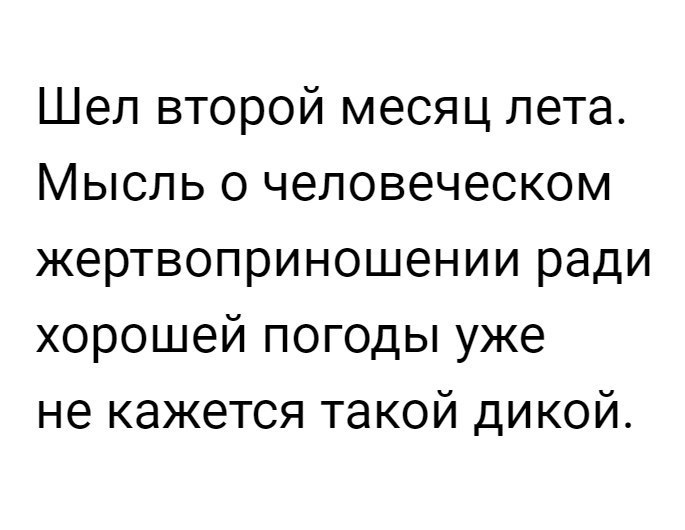 Шел второй месяц лета.
Мысль о человеческом
жертвоприношении ради
хорошей погоды уже
не кажется такой дикой.